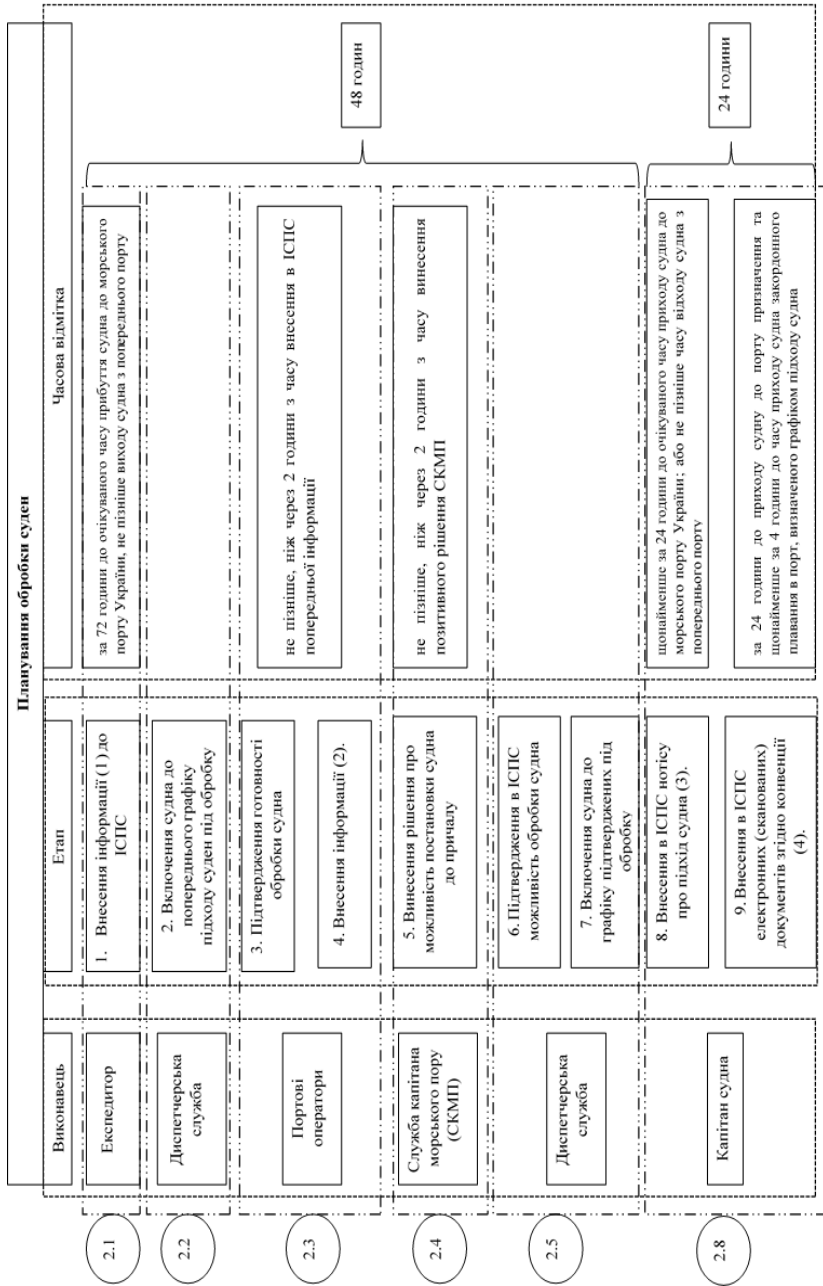 Планування обробки суден
Виконавець
Етап
Часова відмітка
2.1
Експедитор
1. Внесення інформації (1) до
ІСПС
за 72 години до очікуваного часу прибуття судна до морського
порту України, не пізніше виходу судна з попереднього порту
2.2
Диспетчерська
служба
2. Включення судна до
попереднього графіку
підходу суден під обробку
2.3
Портові
оператори
3. Підтвердження готовності
обробки судна
4. Внесення інформації (2).
не пізніше, ніж через 2 години з часу внесення в ІСПС
попередньої інформації
2.4
Служба капітана
морського пору
(СКМП)
5. Винесення рішення про
можливість постановки судна
до причалу
не пізніше, ніж через 2 години з часу винесення
позитивного рішення СКМП
2.5
Диспетчерська
служба
6. Підтвердження в ІСПС
можливість обробки судна
7. Включення судна до
графіку підтверджених під
обробку
48 годин
2.8
Капітан судна
8. Внесення в ІСПС нотісу
про підхід судна (3).
щонайменше за 24 години до очікуваного часу приходу судна до
морського порту України; або не пізніше часу відходу судна з
попереднього порту
9. Внесення в ІСПС
електронних (сканованих)
документів згідно конвенції
(4).
за 24 години до приходу судну до порту призначення та
щонайменше за 4 години до часу приходу судна закордонного
плавання в порт, визначеного графіком підходу судна
24 години